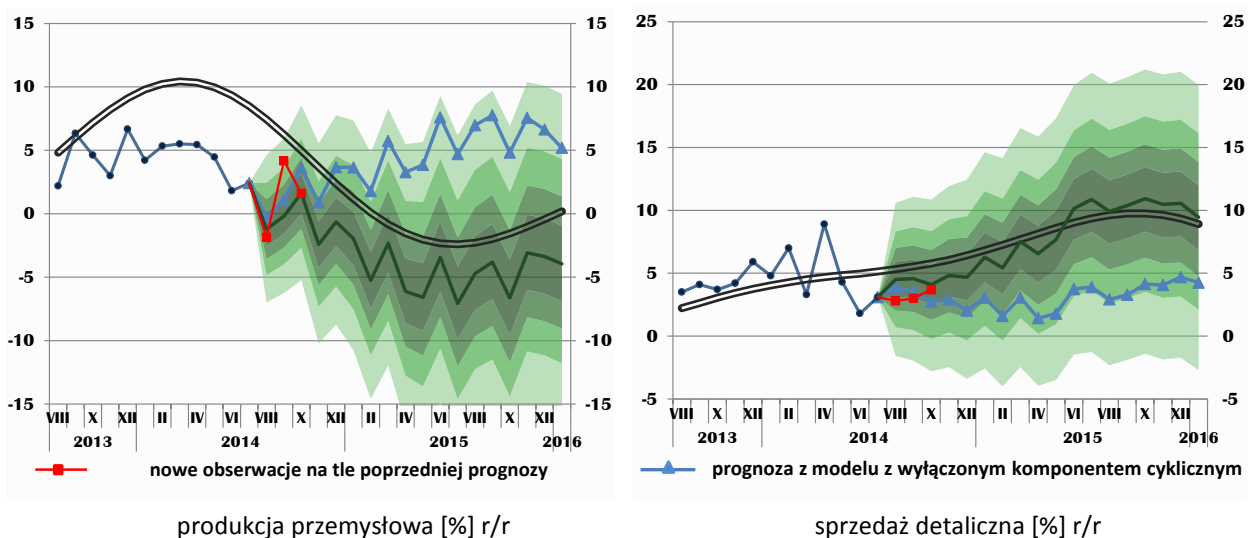 15 15 25 25
10 10 20 20
5 5 15 15
0 0 10 10
-5 -5 5 5
-10 -10 0 0
-15 -15 -5 -5
VIII X XII II IV VI VIII X XII II IV VI VIII X XII VIII X XII II IV VI VIII X XII II IV VI VIII X XII
2013 2014 2015 2016 2013 2014 2015 2016
nowe obserwacje na tle poprzedniej prognozy prognoza z modelu z wyłączonym komponentem cyklicznym
produkcja przemysłowa [%] r/r sprzedaż detaliczna [%] r/r